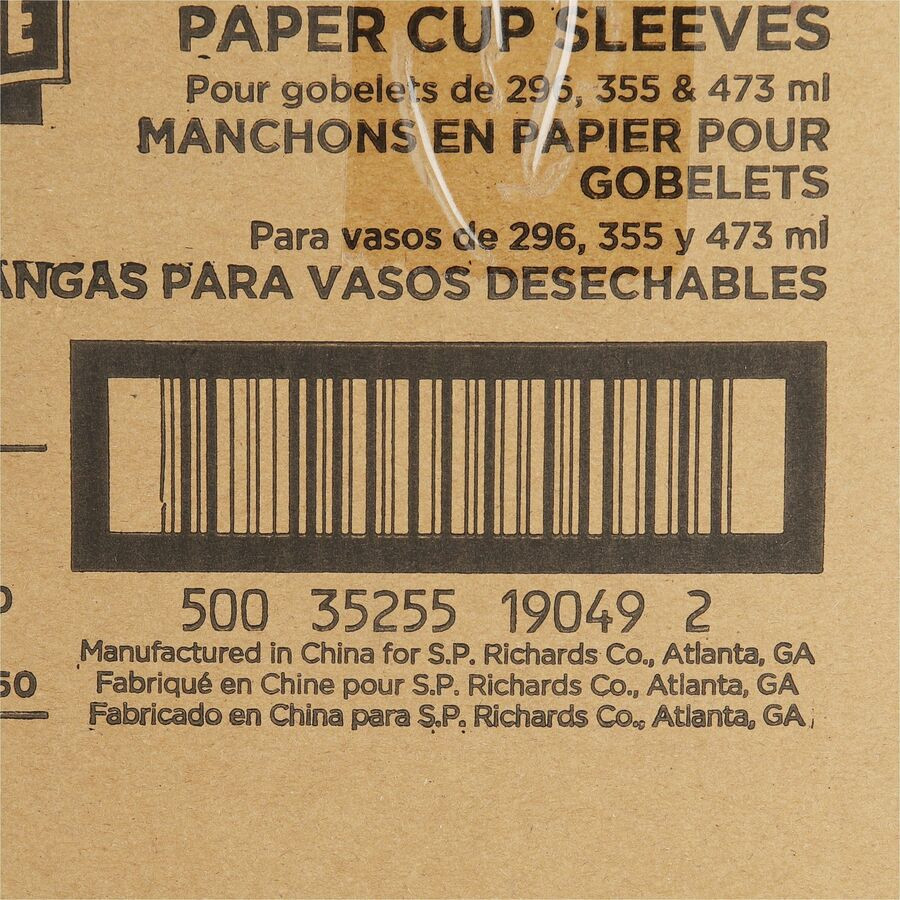 E
PAPER CUP SLEEVES
Pour gobelets de 296, 355 & 473 ml
MANCHONS EN PAPIER POUR
GOBELETS
Para vasos de 296, 355 y 473 ml
ANGAS PARA VASOS DESECHABLES
500 35255 19049 2
Manufactured in China for S.P. Richards Co., Atlanta, GA
50
Fabriqué en Chine pour S.P. Richards Co., Atlanta, GA
Fabricado en China para S.P. Richards Co., Atlanta, GA